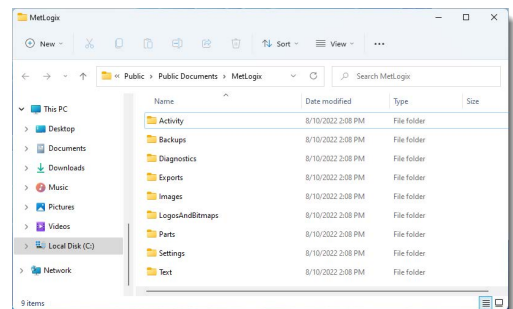 MetLogix
New
Sort
View
« Public > Public Documents > MetLogix
Search MetLogix
Name
Date modified
Type
Size
This PC
Desktop
Documents
Downloads
Music
Pictures
Videos
Local Disk (C:)
Network
Activity 8/10/2022 2:08 PM File folder
Backups 8/10/2022 2:08 PM File folder
Diagnostics 8/10/2022 2:08 PM File folder
Exports 8/10/2022 2:08 PM File folder
Images 8/10/2022 2:08 PM File folder
LogosAndBitmaps 8/10/2022 2:08 PM File folder
Parts 8/10/2022 2:08 PM File folder
Settings 8/10/2022 2:08 PM File folder
Text 8/10/2022 2:08 PM File folder
9 items